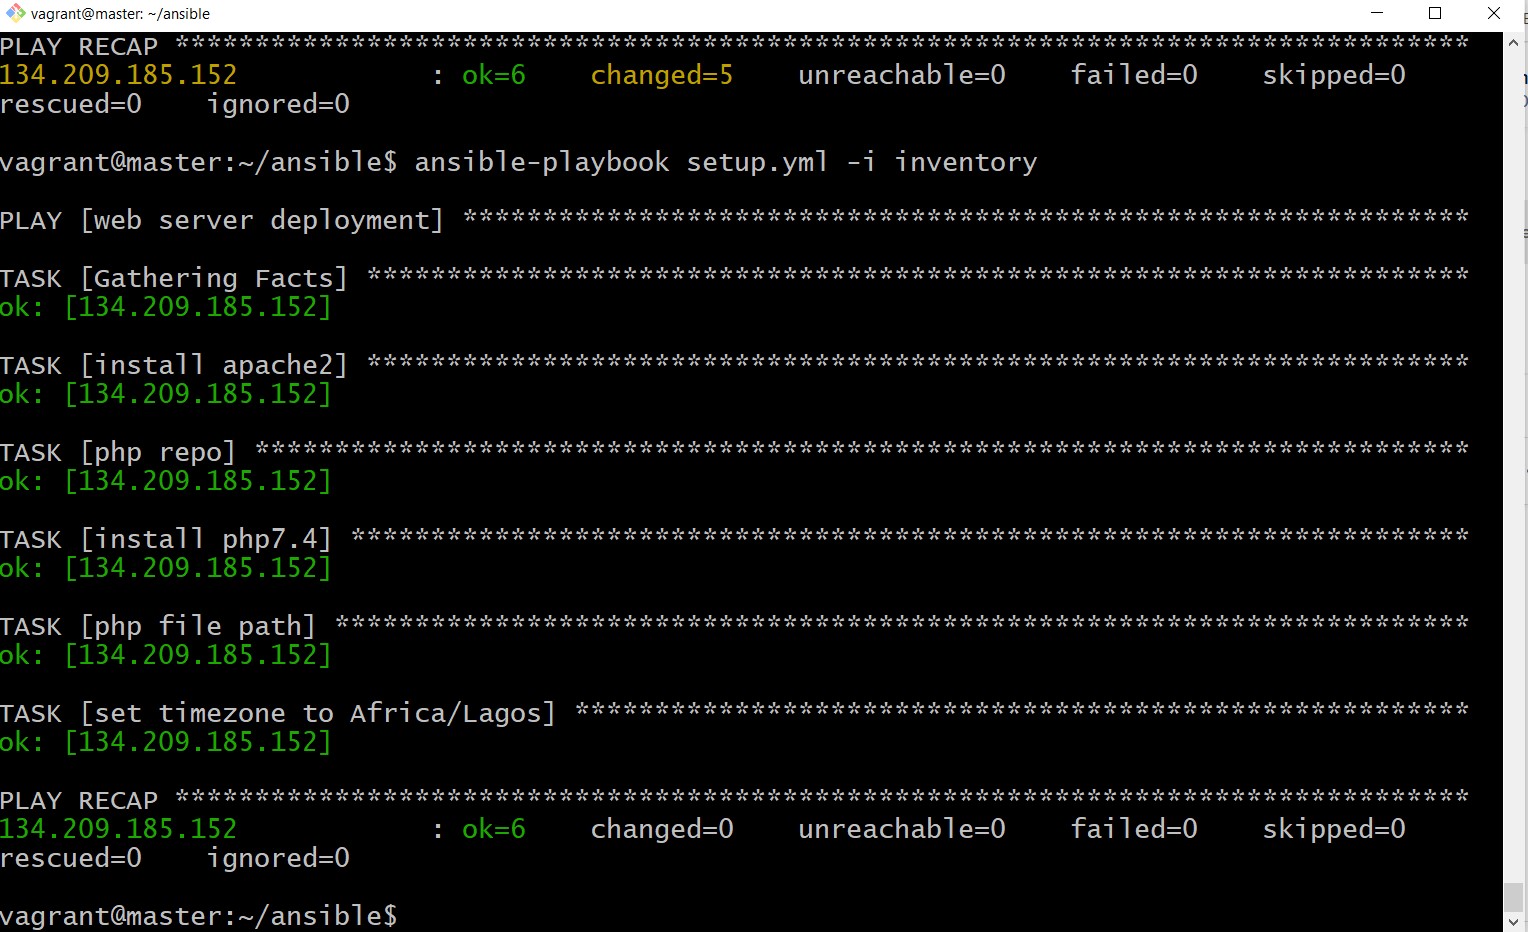 vagrant@master: ~/ansible
PLAY RECAP *********************************************************************************
134.209.185.152            : ok=6    changed=5    unreachable=0    failed=0    skipped=0
rescued=0    ignored=0
vagrant@master:~/ansible$ ansible-playbook setup.yml -i inventory
PLAY [web server deployment] ***************************************************************
TASK [Gathering Facts] *********************************************************************
ok: [134.209.185.152]
TASK [install apache2] *********************************************************************
ok: [134.209.185.152]
TASK [php repo] ****************************************************************************
ok: [134.209.185.152]
TASK [install php7.4] **********************************************************************
ok: [134.209.185.152]
TASK [php file path] ***********************************************************************
ok: [134.209.185.152]
TASK [set timezone to Africa/Lagos] ********************************************************
ok: [134.209.185.152]
PLAY RECAP *********************************************************************************
134.209.185.152            : ok=6    changed=0    unreachable=0    failed=0    skipped=0
rescued=0    ignored=0
vagrant@master:~/ansible$